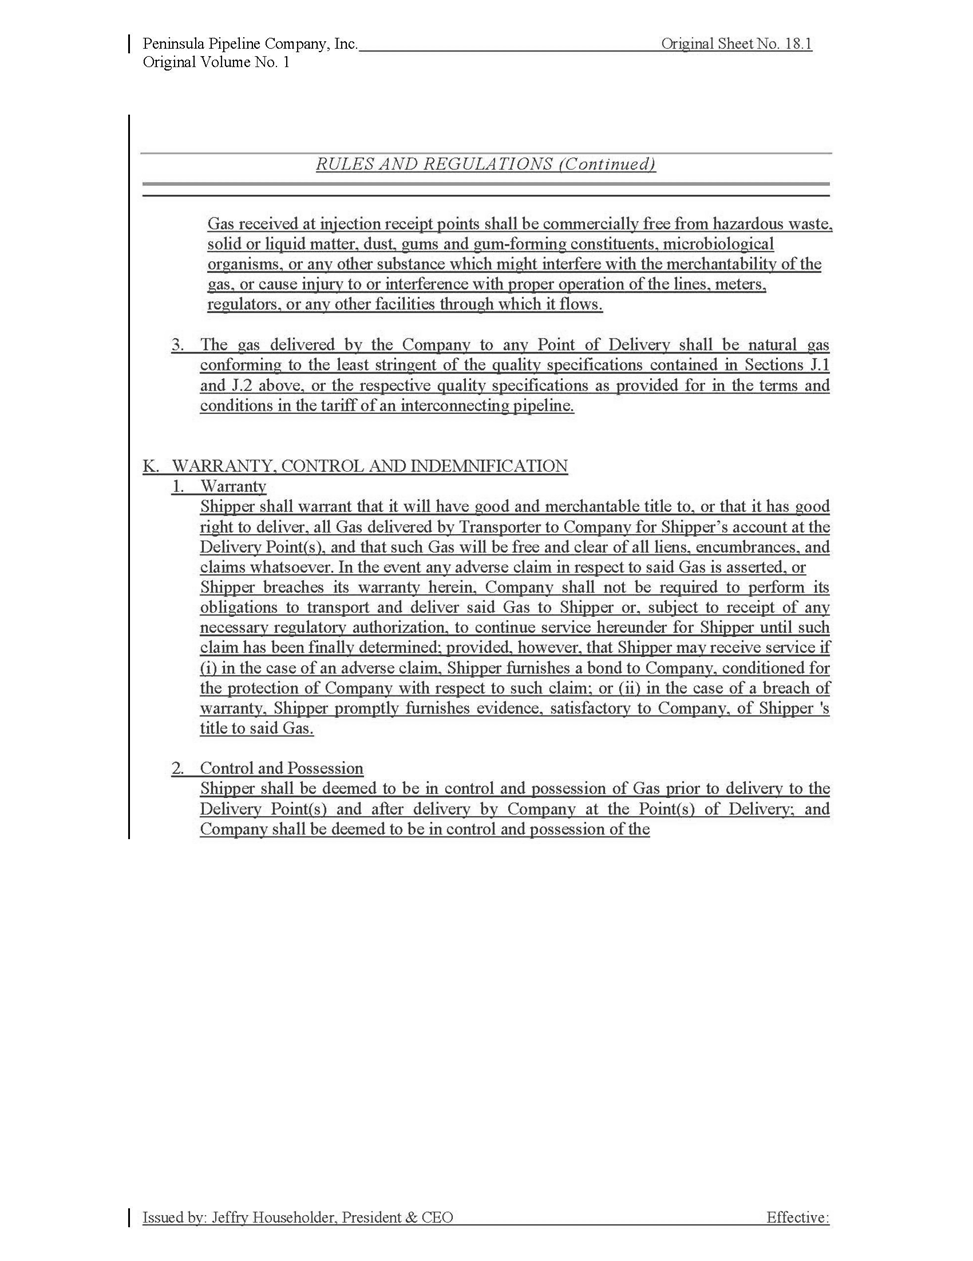 Peninsula Pipeline Company, Inc. Original Sheet No. 18.1
Original Volume No. 1
RULES AND REGULATIONS (Continued)
Gas received at injection receipt points shall be commercially free from hazardous waste,
solid or liquid matter, dust, gums and gum-forming constituents, microbiological
organisms, or any other substance which might interfere with the merchantability of the
gas, or cause injury to or interference with proper operation of the lines, meters,
regulators, or any other facilities through which it flows.
3. The gas delivered by the Company to any Point of Delivery shall be natural gas
conforming to the least stringent of the quality specifications contained in Sections J.1
and J.2 above, or the respective quality specifications as provided for in the terms and
conditions in the tariff of an interconnecting pipeline.
K. WARRANTY, CONTROL AND INDEMNIFICATION
1. Warranty
Shipper shall warrant that it will have good and merchantable title to, or that it has good
right to deliver, all Gas delivered by Transporter to Company for Shipper’s account at the
Delivery Point(s), and that such Gas will be free and clear of all liens, encumbrances, and
claims whatsoever. In the event any adverse claim in respect to said Gas is asserted, or
Shipper breaches its warranty herein, Company shall not be required to perform its
obligations to transport and deliver said Gas to Shipper or, subject to receipt of any
necessary regulatory authorization, to continue service hereunder for Shipper until such
claim has been finally determined; provided, however, that Shipper may receive service if
(i) in the case of an adverse claim, Shipper furnishes a bond to Company, conditioned for
the protection of Company with respect to such claim; or (ii) in the case of a breach of
warranty, Shipper promptly furnishes evidence, satisfactory to Company, of Shipper 's
title to said Gas.
2. Control and Possession
Shipper shall be deemed to be in control and possession of Gas prior to delivery to the
Delivery Point(s) and after delivery by Company at the Point(s) of Delivery; and
Company shall be deemed to be in control and possession of the
Issued by: Jeffry Householder, President & CEO Effective: